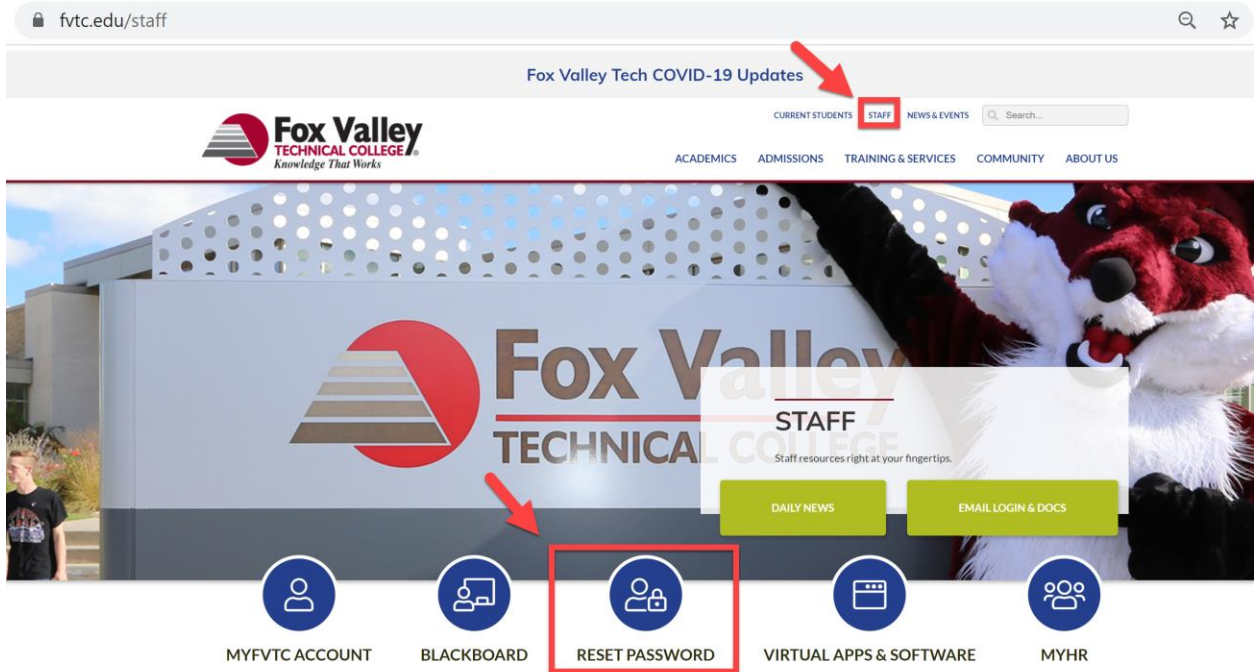 fvtc.edu/staff
Fox Valley Tech COVID-19 Updates
CURRENT STUDENTS STAFF NEWS & EVENTS Search...
Fox Valley
TECHNICAL COLLEGE®
Knowledge That Works
ACADEMICS ADMISSIONS TRAINING & SERVICES COMMUNITY ABOUT US
Fox Valley
TECHNICAL COLLEGE
STAFF
Staff resources right at your fingertips.
DAILY NEWS EMAIL LOGIN & DOCS
MYFVTC ACCOUNT BLACKBOARD RESET PASSWORD VIRTUAL APPS & SOFTWARE MYHR